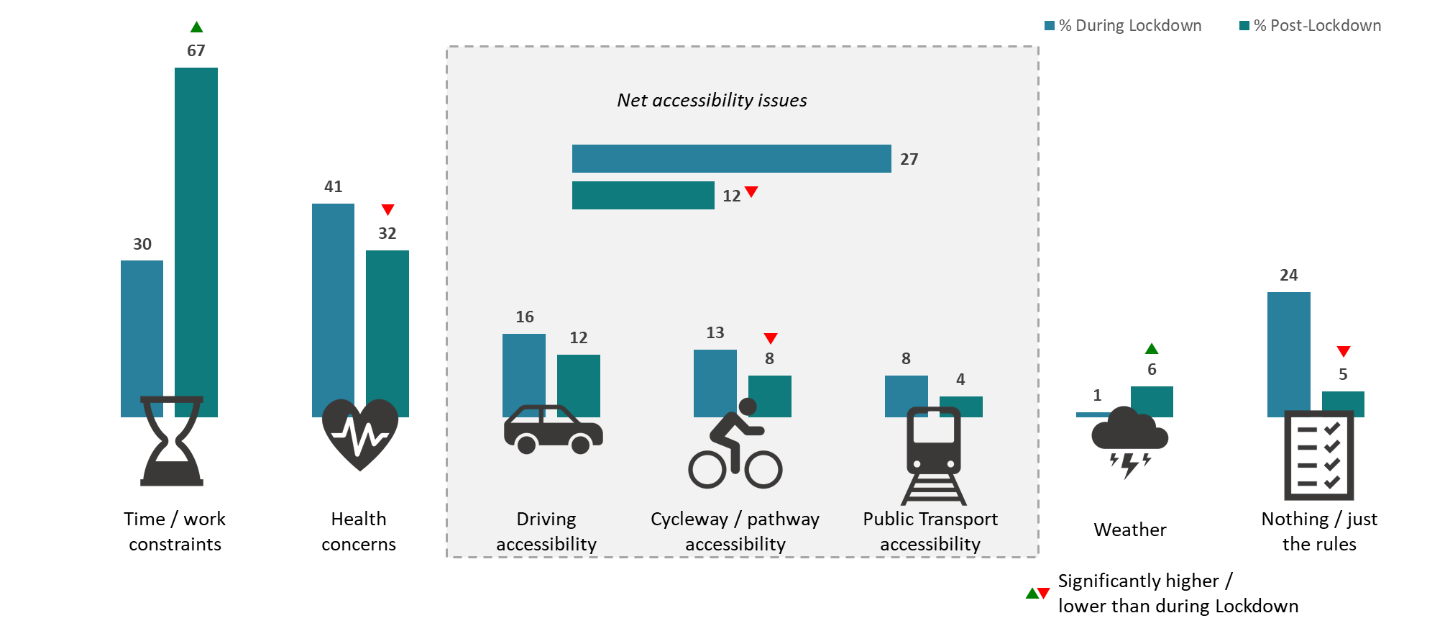 % During Lockdown
% Post-Lockdown
67
Net accessibility issues
27
12
41
32
30
24
16
12
13
8
8
4
1
6
5
Time / work
constraints
Health
concerns
Driving
accessibility
Cycleway / pathway
accessibility
Public Transport
accessibility
Weather
Nothing / just
the rules
Significantly higher /
lower than during Lockdown